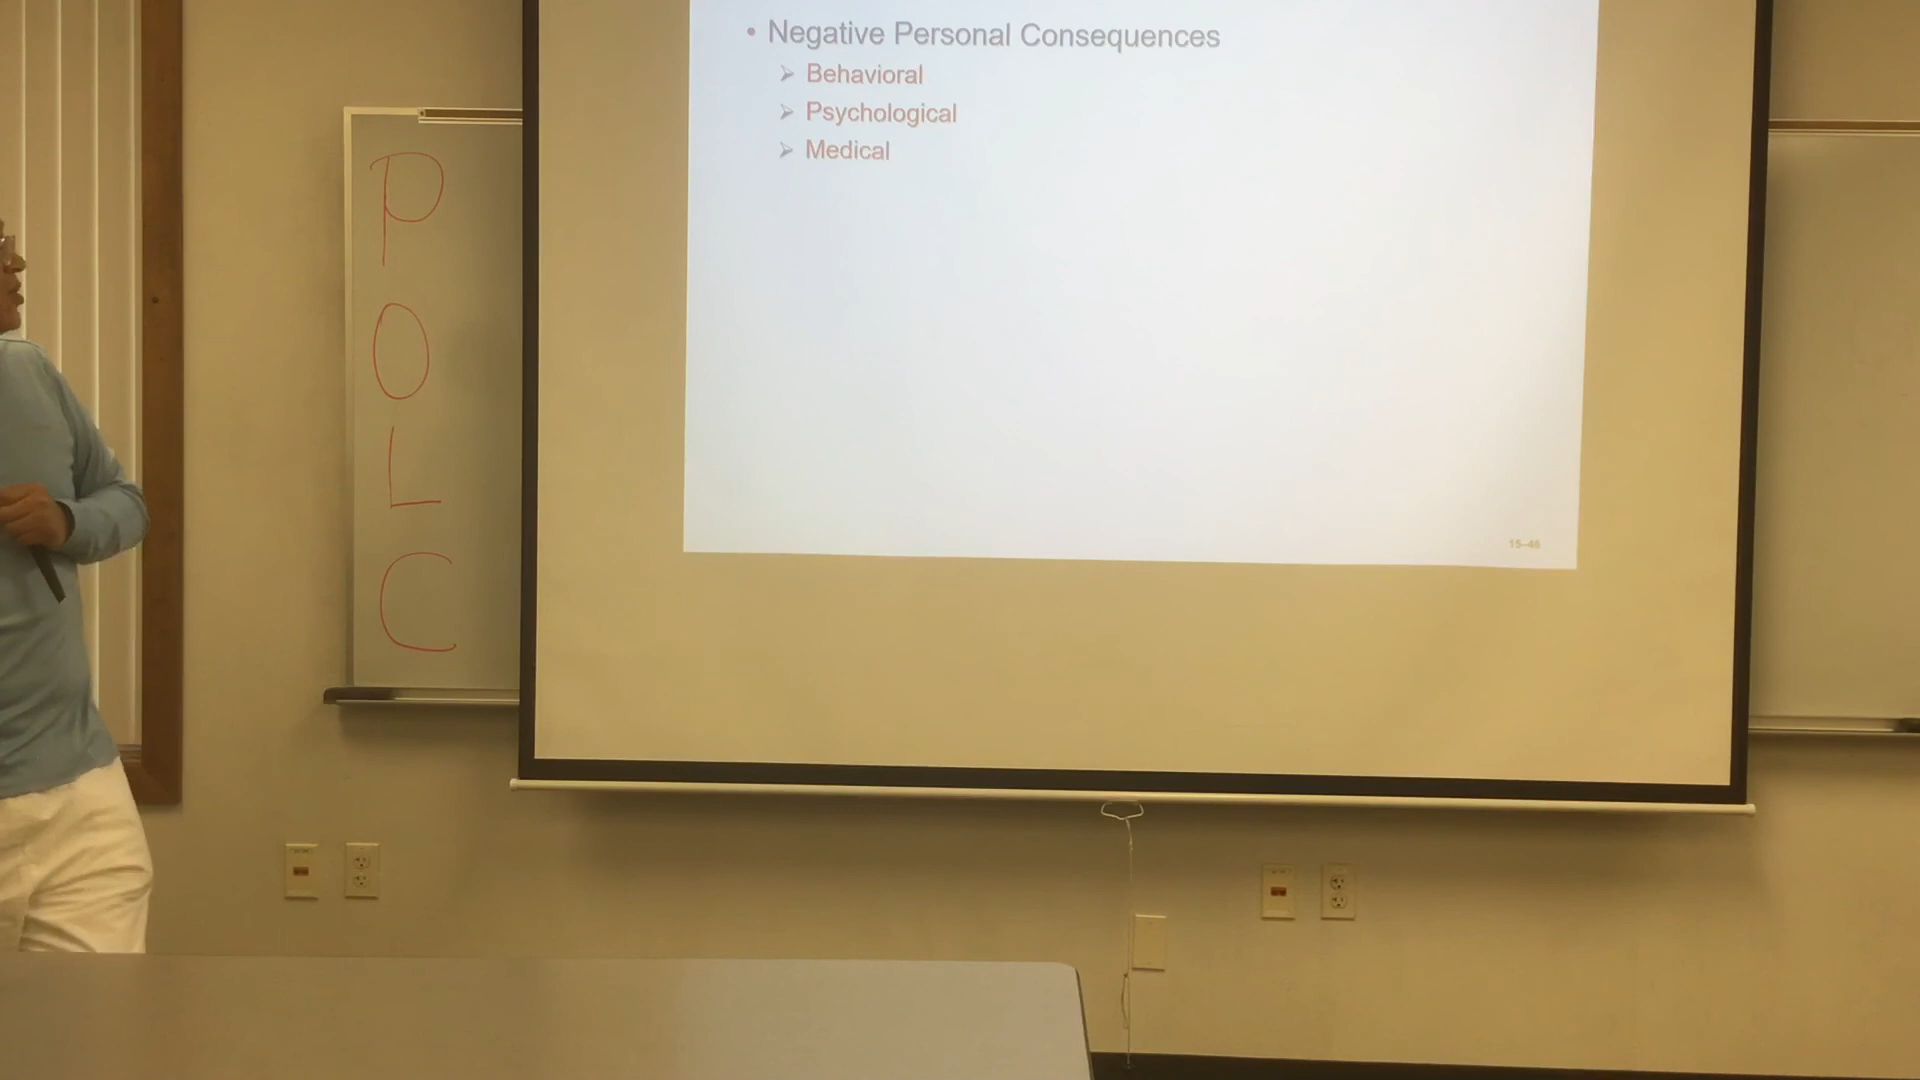 P
O
L
C
• Negative Personal Consequences
➢ Behavioral
➢ Psychological
➢ Medical